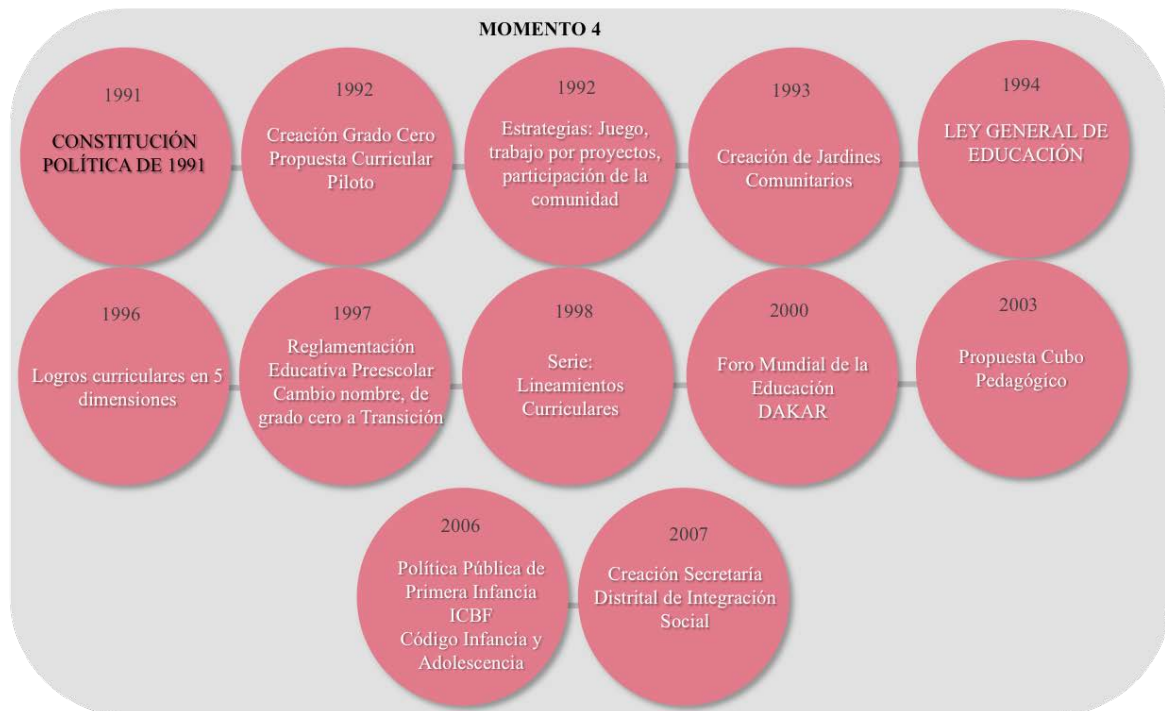 MOMENTO 4
1991
CONSTITUCIÓN
POLÍTICA DE 1991
1992
Creación Grado Cero
Propuesta Curricular
Piloto
1992
Estrategias: Juego,
trabajo por proyectos,
participación de la
comunidad
1993
Creación de Jardines
Comunitarios
1994
LEY GENERAL DE
EDUCACIÓN
1996
Logros curriculares en 5
dimensiones
1997
Reglamentación
Educativa Preescolar
Cambio nombre, de
grado cero a Transición
1998
Serie:
Lineamientos
Curriculares
2000
Foro Mundial de la
Educación
DAKAR
2003
Propuesta Cubo
Pedagógico
2006
Política Pública de
Primera Infancia
ICBF
Código Infancia y
Adolescencia
2007
Creación Secretaría
Distrital de Integración
Social